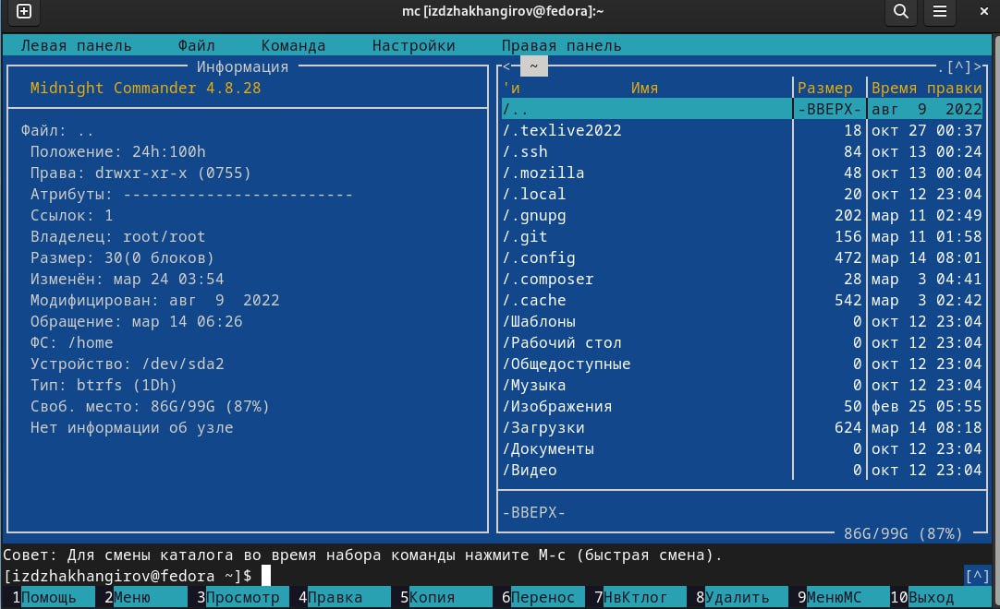 mc [izdzhakhangirov@fedora]:~
Левая панель Файл Команда Настройки Правая панель
Информация
Midnight Commander 4.8.28
Файл: ..
Положение: 24h:100h
Права: drwxr-xr-x (0755)
Атрибуты: -------------------------
Ссылок: 1
Владелец: root/root
Размер: 30(0 блоков)
Изменён: мар 24 03:54
Модифицирован: авг 9 2022
Обращение: мар 14 06:26
ФС: /home
Устройство: /dev/sda2
Тип: btrfs (1Dh)
Своб. место: 86G/99G (87%)
Нет информации об узле
<- ~ .[^]>
'и Имя Размер Время правки
/.. -ВВЕРХ- авг 9 2022
/.texlive2022 18 окт 27 00:37
/.ssh 84 окт 13 00:24
/.mozilla 48 окт 13 00:04
/.local 20 окт 12 23:04
/.gnupg 202 мар 11 02:49
/.git 156 мар 11 01:58
/.config 472 мар 14 08:01
/.composer 28 мар 3 04:41
/.cache 542 мар 3 02:42
/Шаблоны 0 окт 12 23:04
/Рабочий стол 0 окт 12 23:04
/Общедоступные 0 окт 12 23:04
/Музыка 0 окт 12 23:04
/Изображения 50 фев 25 05:55
/Загрузки 624 мар 14 08:18
/Документы 0 окт 12 23:04
/Видео 0 окт 12 23:04
-ВВЕРХ-
86G/99G (87%)
Совет: Для смены каталога во время набора команды нажмите M-c (быстрая смена).
[izdzhakhangirov@fedora ~]$ [^]
1Помощь 2Меню 3Просмотр 4Правка 5Копия 6Перенос 7НвКтлог 8Удалить 9МенюMC 10Выход